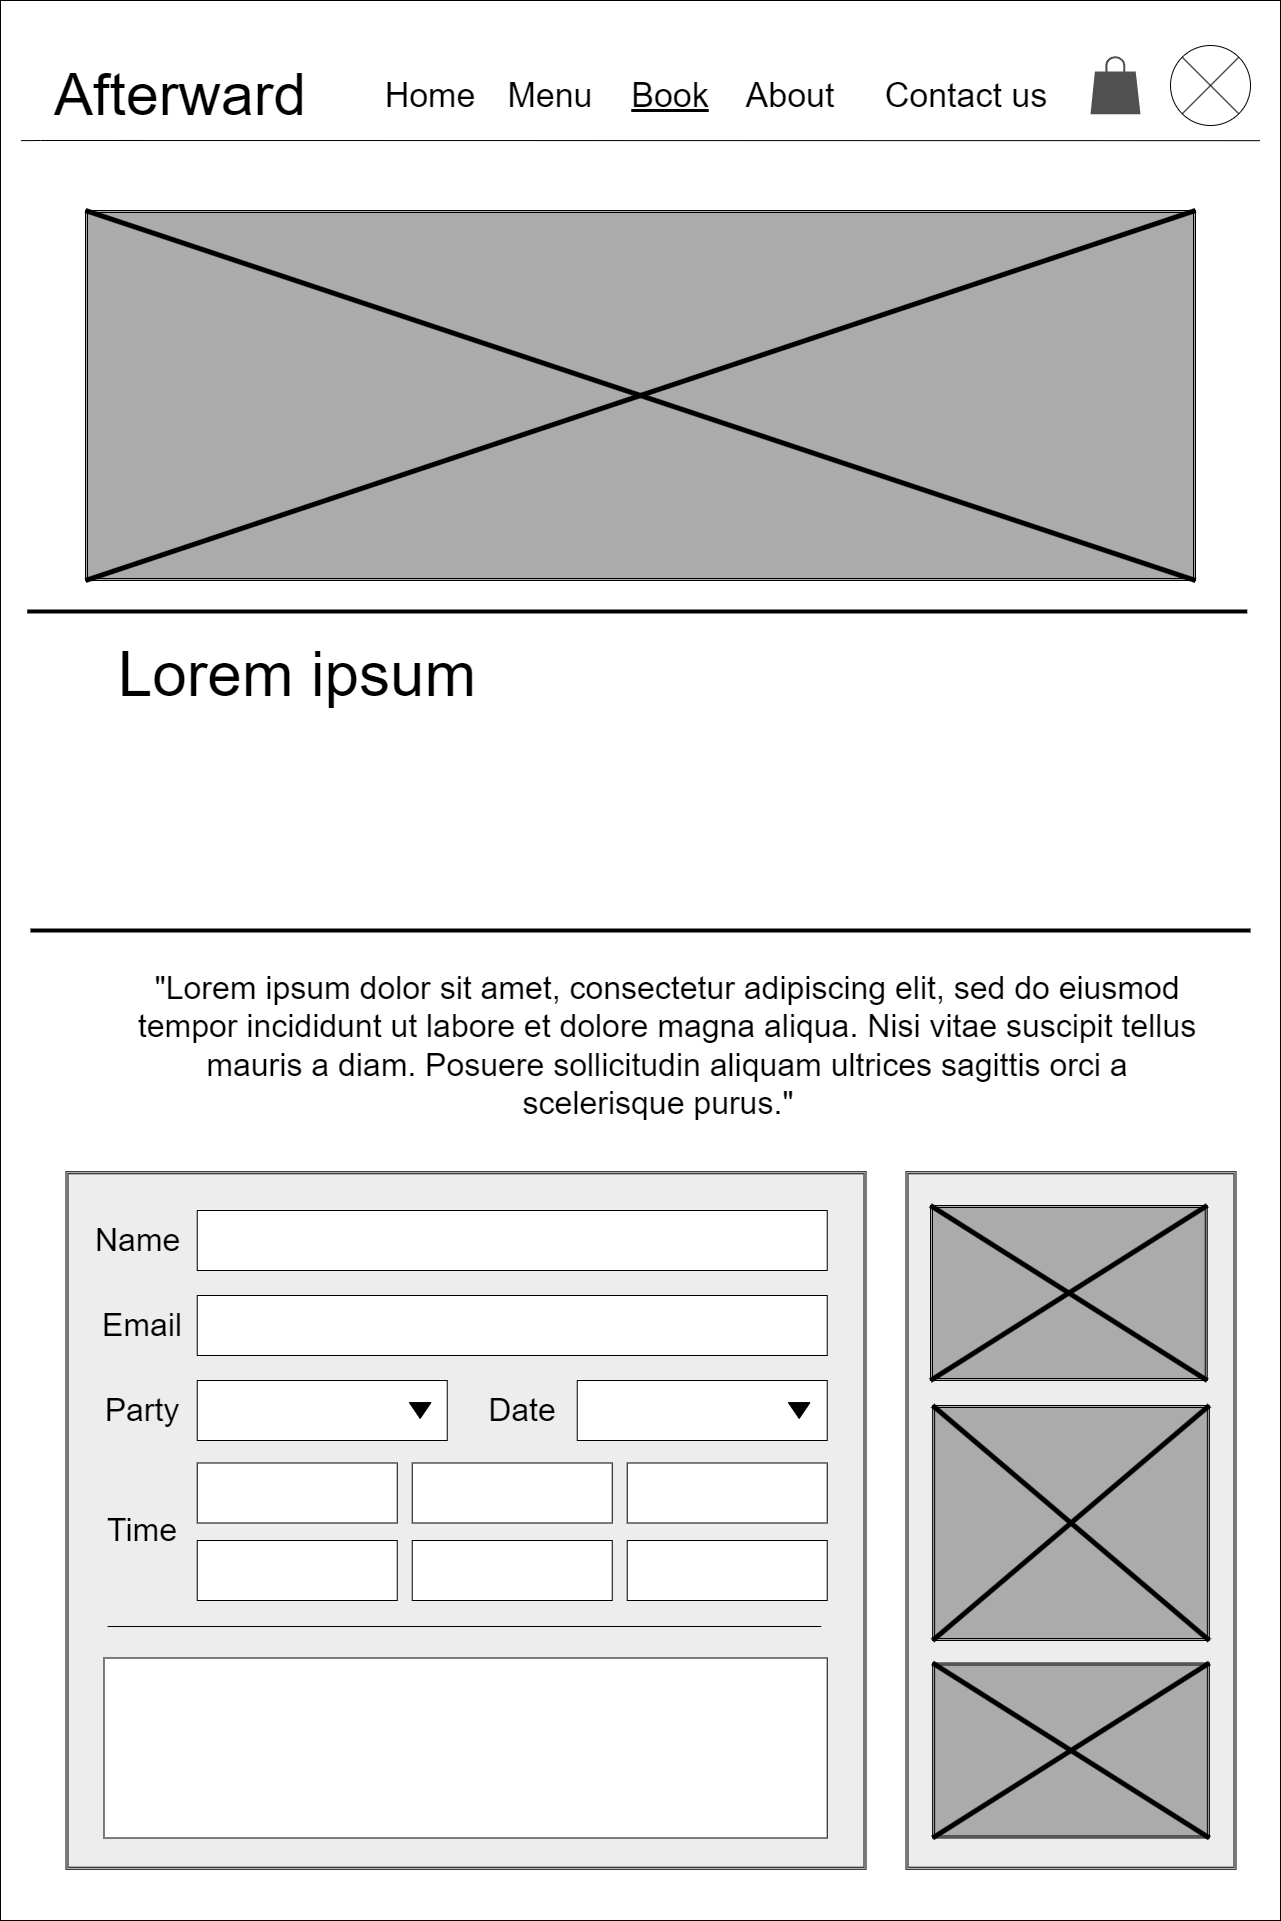 Afterward Home Menu Book About Contact us
Lorem ipsum
"Lorem ipsum dolor sit amet, consectetur adipiscing elit, sed do eiusmod
tempor incididunt ut labore et dolore magna aliqua. Nisi vitae suscipit tellus
mauris a diam. Posuere sollicitudin aliquam ultrices sagittis orci a
scelerisque purus."
Name
Email
Party Date
Time